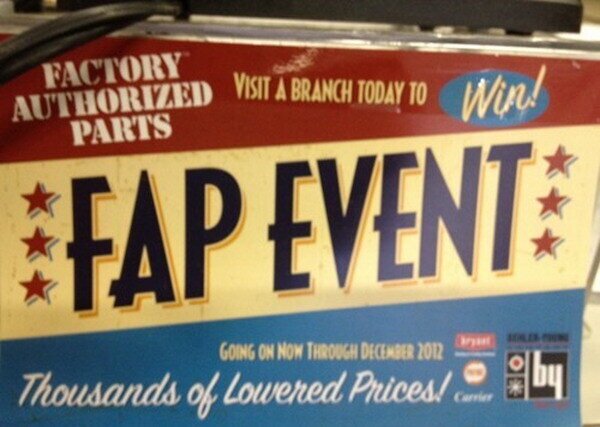 FACTORY
AUTHORIZED
PARTS
VISIT A BRANCH TODAY TO Win!
FAP EVENT
GOING ON NOW THROUGH DECEMBER 2012
Thousands of Lowered Prices!
bryant
Carrier
by